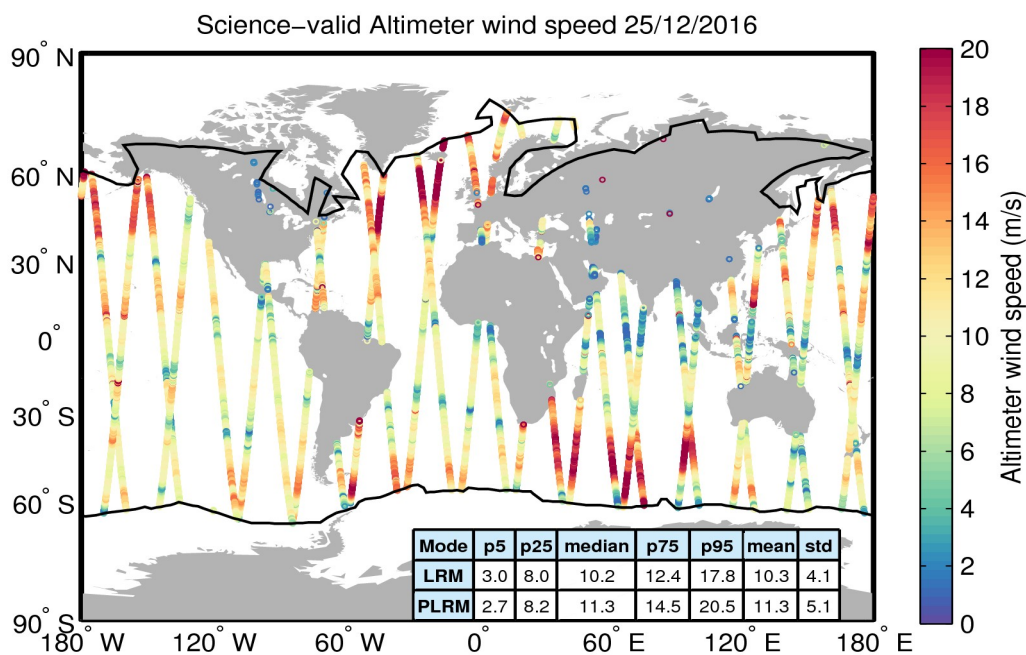 Science−valid Altimeter wind speed 25/12/2016
90° N
60° N
30° N
0°
30° S
60° S
90° S
180° W
120° W
60° W
0°
60° E
120° E
180° E
Mode p5 p25 median p75 p95 mean std
LRM 3.0 8.0 10.2 12.4 17.8 10.3 4.1
PLRM 2.7 8.2 11.3 14.5 20.5 11.3 5.1
20
18
16
14
12
10
8
6
4
2
0
Altimeter wind speed (m/s)